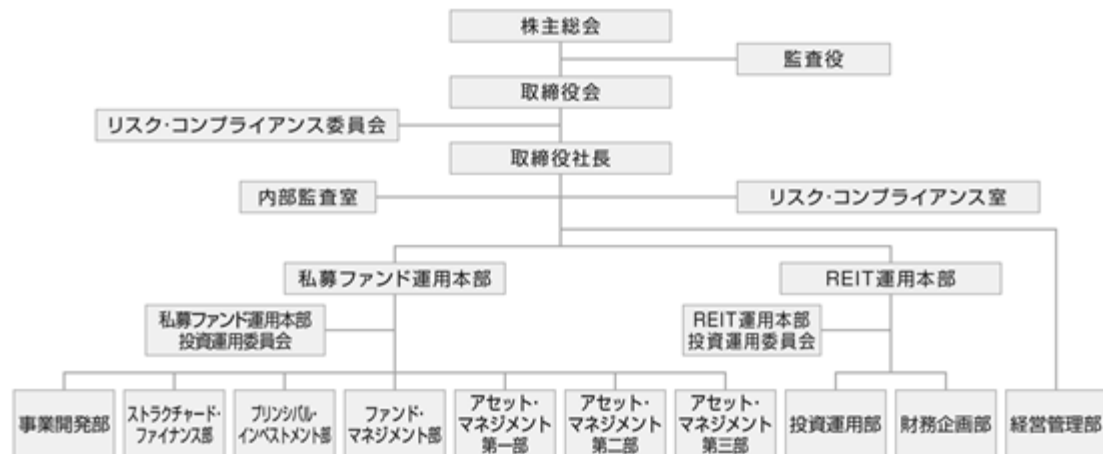 株主総会
監査役
取締役会
リスク・コンプライアンス委員会
取締役社長
内部監査室
リスク・コンプライアンス室
私募ファンド運用本部
REIT運用本部
私募ファンド運用本部
投資運用委員会
REIT運用本部
投資運用委員会
事業開発部
ストラクチャード・
ファイナンス部
プリンシパル・
インベストメント部
ファンド・
マネジメント部
アセット・
マネジメント
第一部
アセット・
マネジメント
第二部
アセット・
マネジメント
第三部
投資運用部
財務企画部
経営管理部